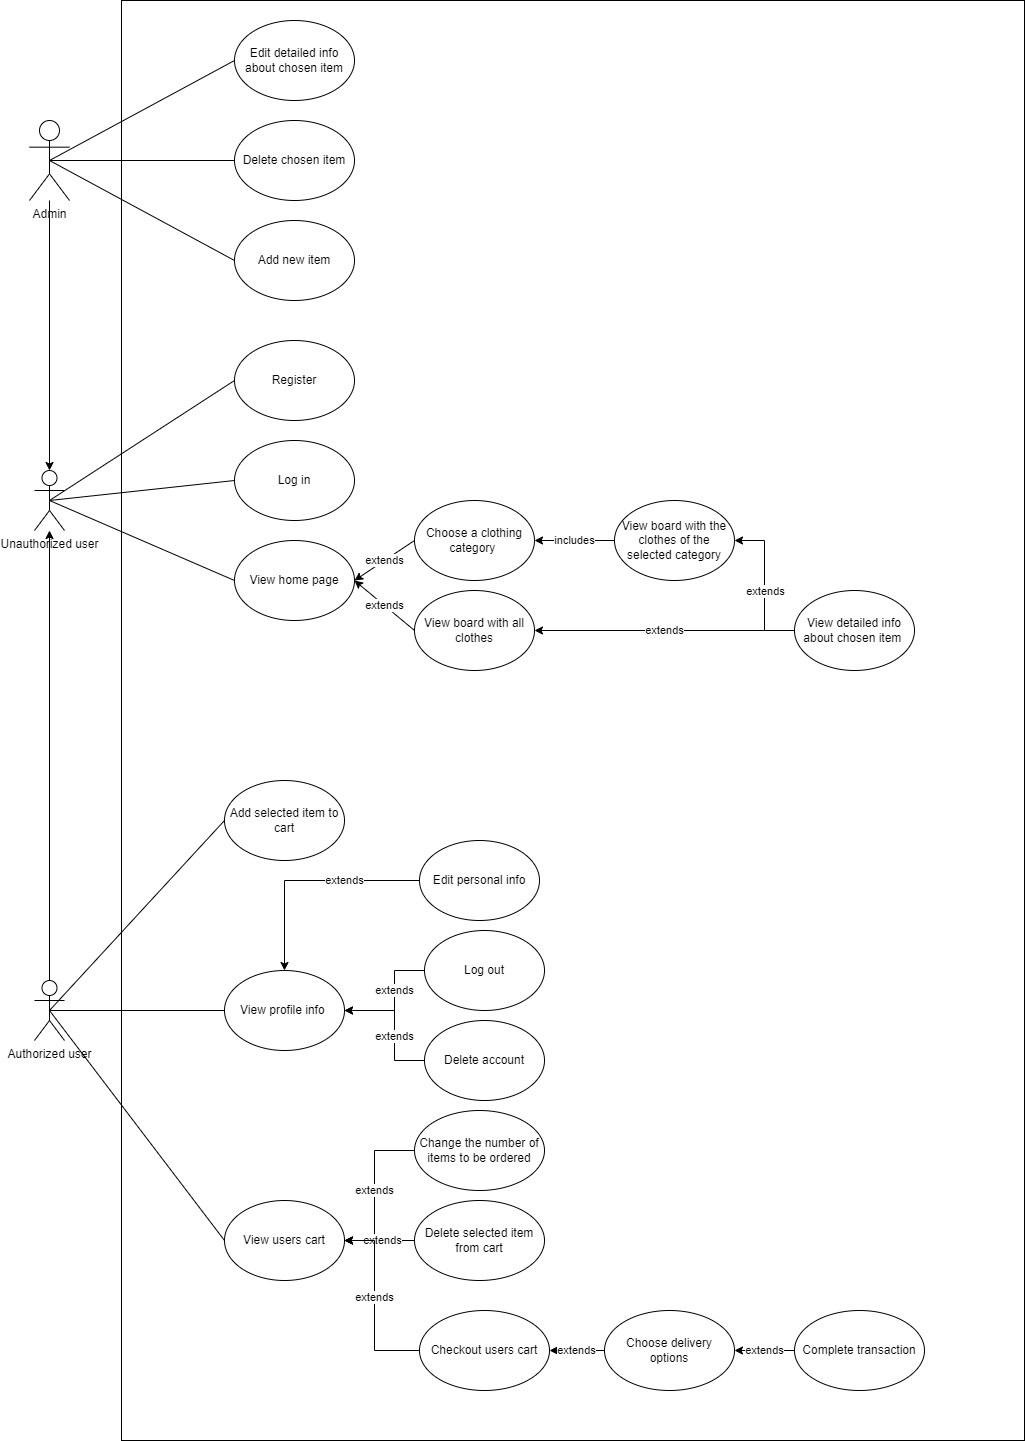 Edit detailed info
about chosen item
Admin
Delete chosen item
Add new item
Register
Unauthorized user
Log in
View home page
extends
extends
Choose a clothing
category
includes
View board with the
clothes of the
selected category
extends
View board with all
clothes
extends
View detailed info
about chosen item
Add selected item to
cart
extends
Edit personal info
Authorized user
View profile info
extends
Log out
extends
Delete account
Change the number of
items to be ordered
extends
View users cart
extends
Delete selected item
from cart
extends
Checkout users cart
extends
Choose delivery
options
extends
Complete transaction